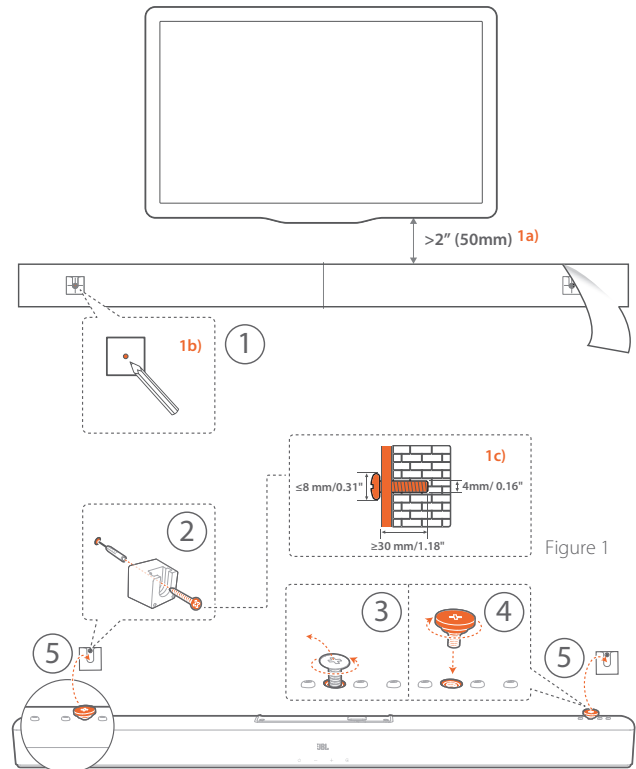 >2” (50mm) 1a)
1b)
1
1c)
≤8 mm/0.31"
4mm/ 0.16"
≥30 mm/1.18"
2
Figure 1
3
4
5
5
JBL